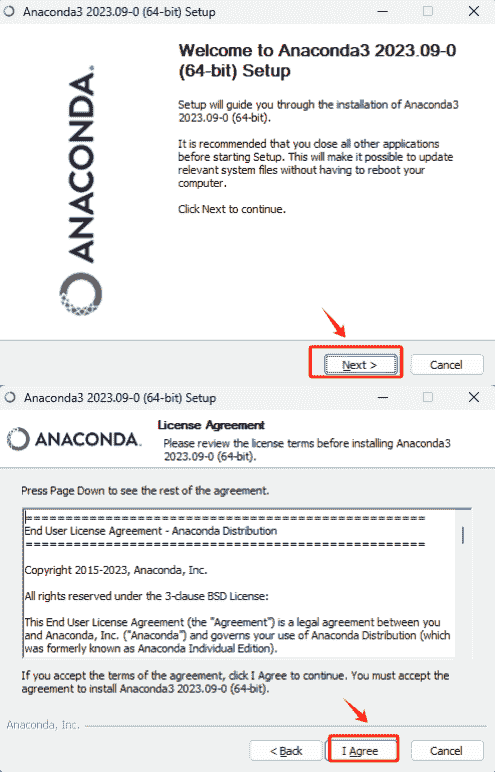 Anaconda3 2023.09-0 (64-bit) Setup
ANACONDA.
Welcome to Anaconda3 2023.09-0
(64-bit) Setup
Setup will guide you through the installation of Anaconda3
2023.09-0 (64-bit).
It is recommended that you close all other applications
before starting Setup. This will make it possible to update
relevant system files without having to reboot your
computer.
Click Next to continue.
Next >
Cancel
Anaconda3 2023.09-0 (64-bit) Setup
ANACONDA.
License Agreement
Please review the license terms before installing Anaconda3
2023.09-0 (64-bit).
Press Page Down to see the rest of the agreement.
==================================================
End User License Agreement - Anaconda Distribution
==================================================
Copyright 2015-2023, Anaconda, Inc.
All rights reserved under the 3-clause BSD License:
This End User License Agreement (the "Agreement") is a legal agreement between you
and Anaconda, Inc. ("Anaconda") and governs your use of Anaconda Distribution (which
was formerly known as Anaconda Individual Edition).
If you accept the terms of the agreement, click I Agree to continue. You must accept the
agreement to install Anaconda3 2023.09-0 (64-bit).
Anaconda, Inc.
< Back
I Agree
Cancel